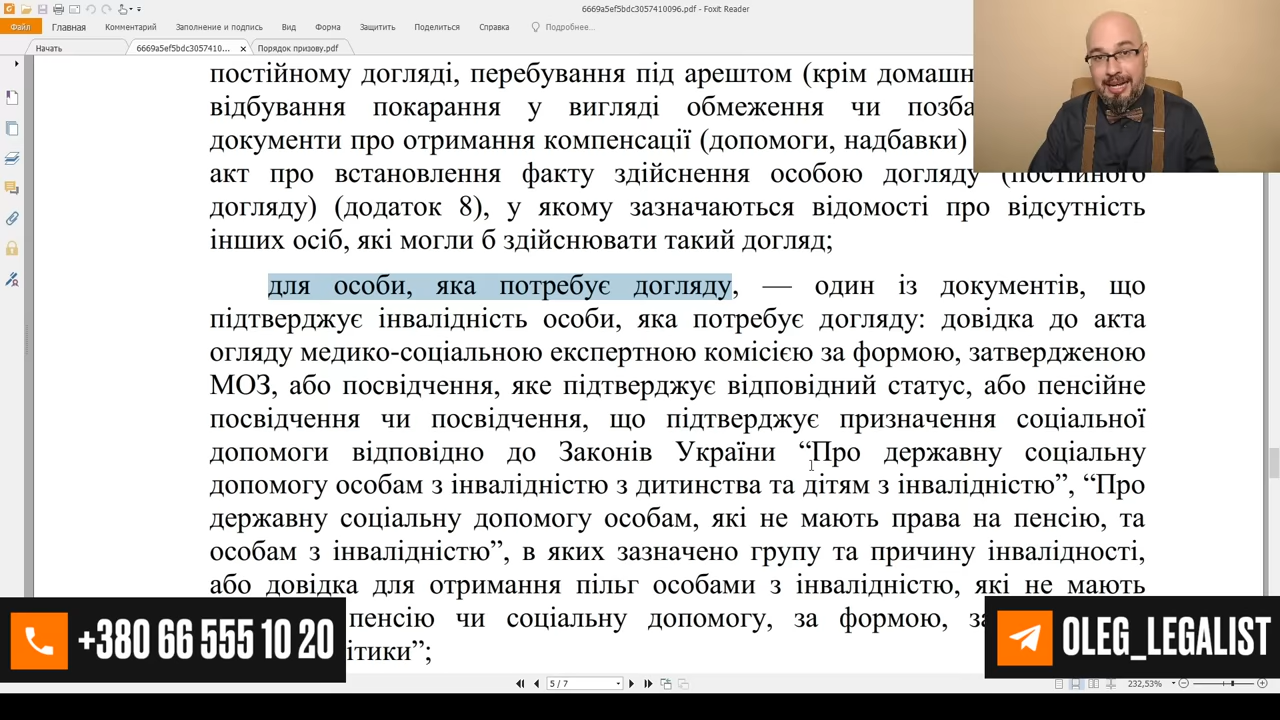 6669a5ef5bdc3057410096.pdf - Foxit Reader
Файл Главная Комментарий Заполнение и подпись Вид Форма Защитить Поделиться Справка Подробнее...
Начать 6669a5ef5bdc3057410... Порядок призову.pdf
постійному догляді, перебування під арештом (крім домашн
відбування покарання у вигляді обмеження чи позба
документи про отримання компенсації (допомоги, надбавки)
акт про встановлення факту здійснення особою догляду (постійного
догляду) (додаток 8), у якому зазначаються відомості про відсутність
інших осіб, які могли б здійснювати такий догляд;
для особи, яка потребує догляду, — один із документів, що
підтверджує інвалідність особи, яка потребує догляду: довідка до акта
огляду медико-соціальною експертною комісією за формою, затвердженою
МОЗ, або посвідчення, яке підтверджує відповідний статус, або пенсійне
посвідчення чи посвідчення, що підтверджує призначення соціальної
допомоги відповідно до Законів України “Про державну соціальну
допомогу особам з інвалідністю з дитинства та дітям з інвалідністю”, “Про
державну соціальну допомогу особам, які не мають права на пенсію, та
особам з інвалідністю”, в яких зазначено групу та причину інвалідності,
або довідка для отримання пільг особами з інвалідністю, які не мають
пенсію чи соціальну допомогу, за формою, за
ітики”;
+380 66 555 10 20
OLEG_LEGALIST
5 / 7
232,53%